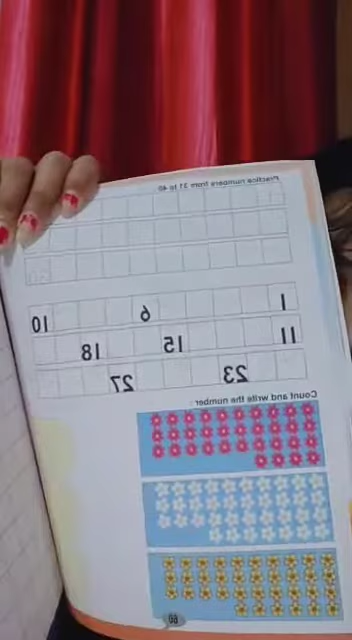 Practice numbers from 31 to 40
1 6 10
11 15 18
23 27
Count and write the number